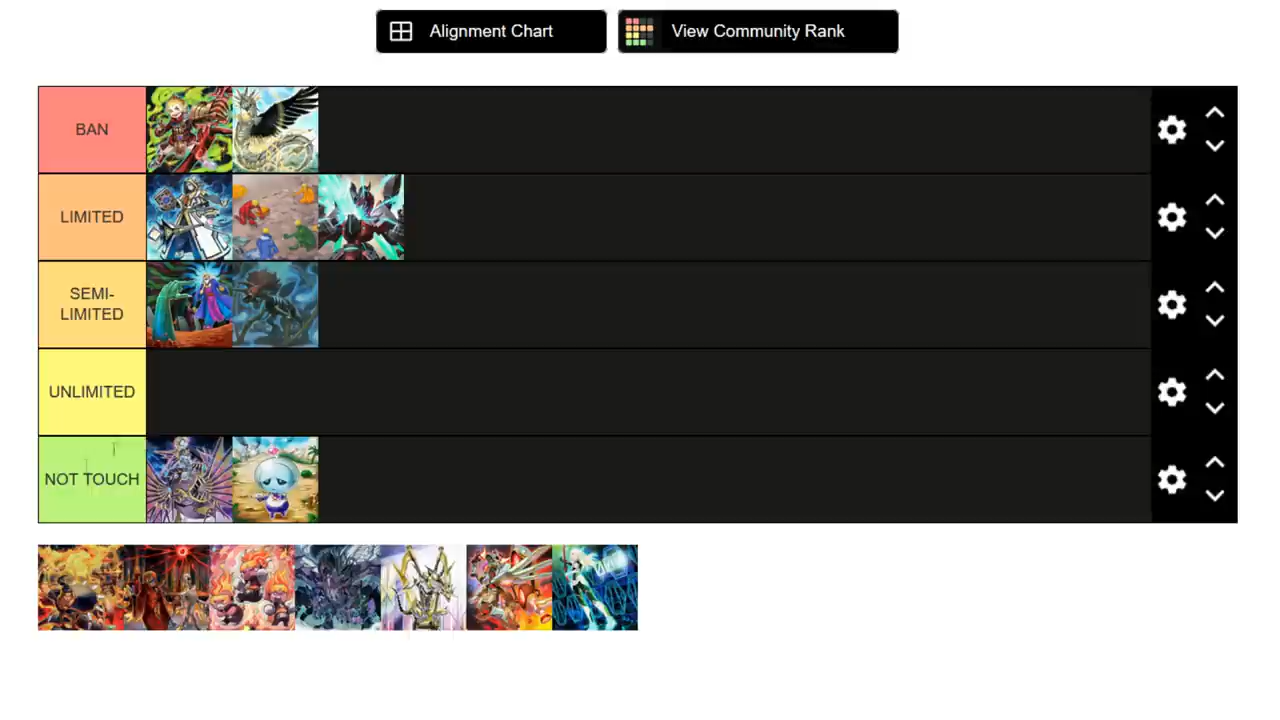 Alignment Chart
View Community Rank
BAN
LIMITED
SEMI-
LIMITED
UNLIMITED
NOT TOUCH